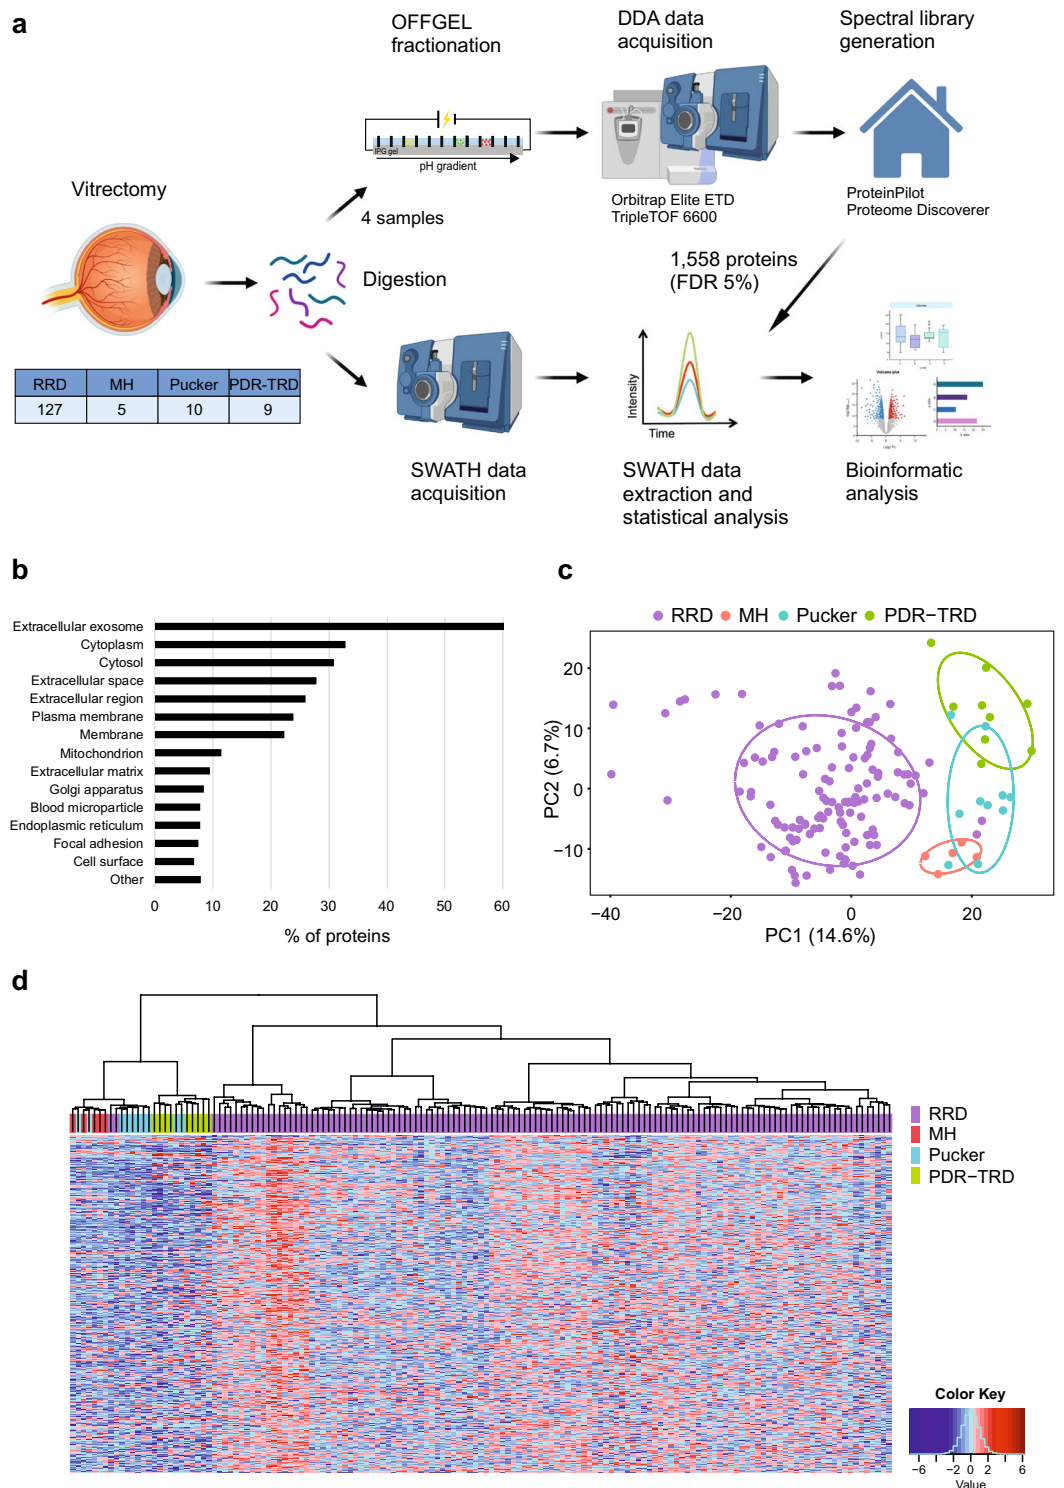 a
OFFGEL
fractionation
DDA data
acquisition
Spectral library
generation
IPG gel
pH gradient
Orbitrap Elite ETD
TripleTOF 6600
ProteinPilot
Proteome Discoverer
Vitrectomy
4 samples
Digestion
1,558 proteins
(FDR 5%)
RRD MH Pucker PDR-TRD
127 5 10 9
Intensity
Time
Volcano plot
SWATH data
acquisition
SWATH data
extraction and
statistical analysis
Bioinformatic
analysis
b
Extracellular exosome
Cytoplasm
Cytosol
Extracellular space
Extracellular region
Plasma membrane
Membrane
Mitochondrion
Extracellular matrix
Golgi apparatus
Blood microparticle
Endoplasmic reticulum
Focal adhesion
Cell surface
Other
0 10 20 30 40 50 60
% of proteins
c
RRD MH Pucker PDR−TRD
20
10
0
−10
PC2 (6.7%)
−40 −20 0 20
PC1 (14.6%)
d
RRD
MH
Pucker
PDR−TRD
Color Key
−6 −2 0 2 6
Value